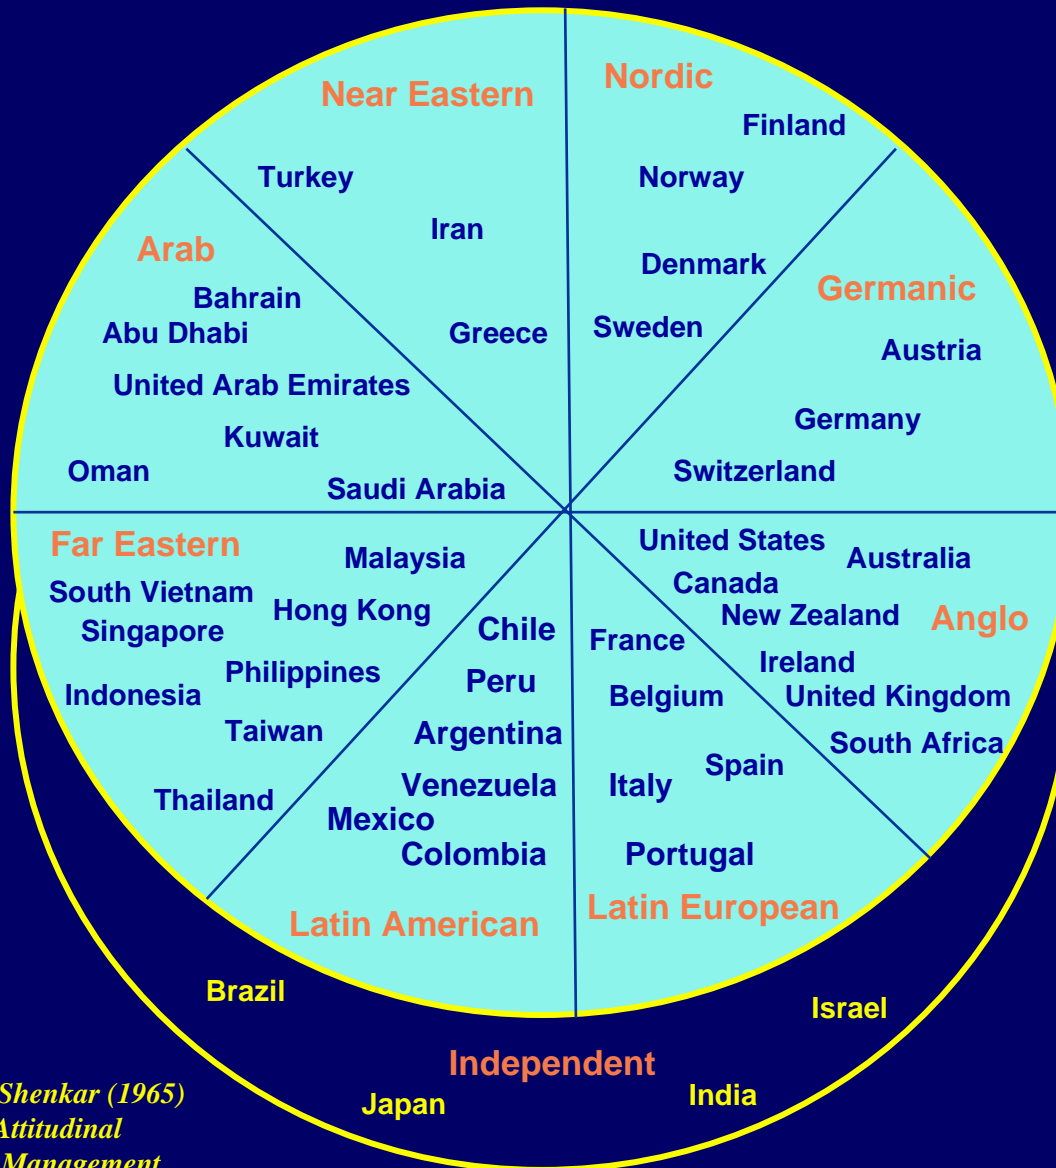 Near Eastern
Turkey
Iran
Greece
Nordic
Finland
Norway
Denmark
Sweden
Germanic
Austria
Germany
Switzerland
Arab
Bahrain
Abu Dhabi
United Arab Emirates
Kuwait
Oman
Saudi Arabia
Far Eastern
Malaysia
South Vietnam
Hong Kong
Singapore
Philippines
Indonesia
Taiwan
Thailand
Chile
Peru
Argentina
Venezuela
Mexico
Colombia
Latin American
France
Belgium
Spain
Italy
Portugal
Latin European
United States
Australia
Canada
New Zealand
Anglo
Ireland
United Kingdom
South Africa
Brazil
Israel
Independent
Japan
India
Shenkar (1965)
Attitudinal
Management